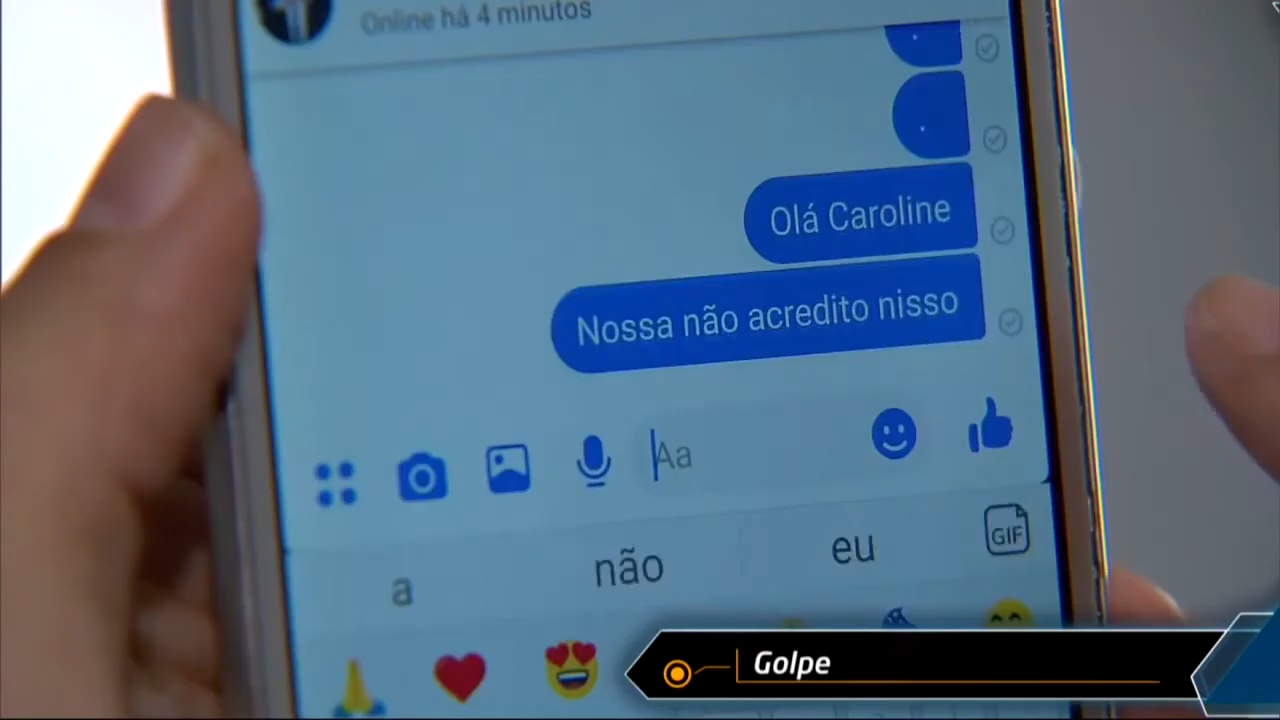 Online há 4 minutos
.
.
Olá Caroline
Nossa não acredito nisso
Aa
a
não
eu
GIF
Golpe